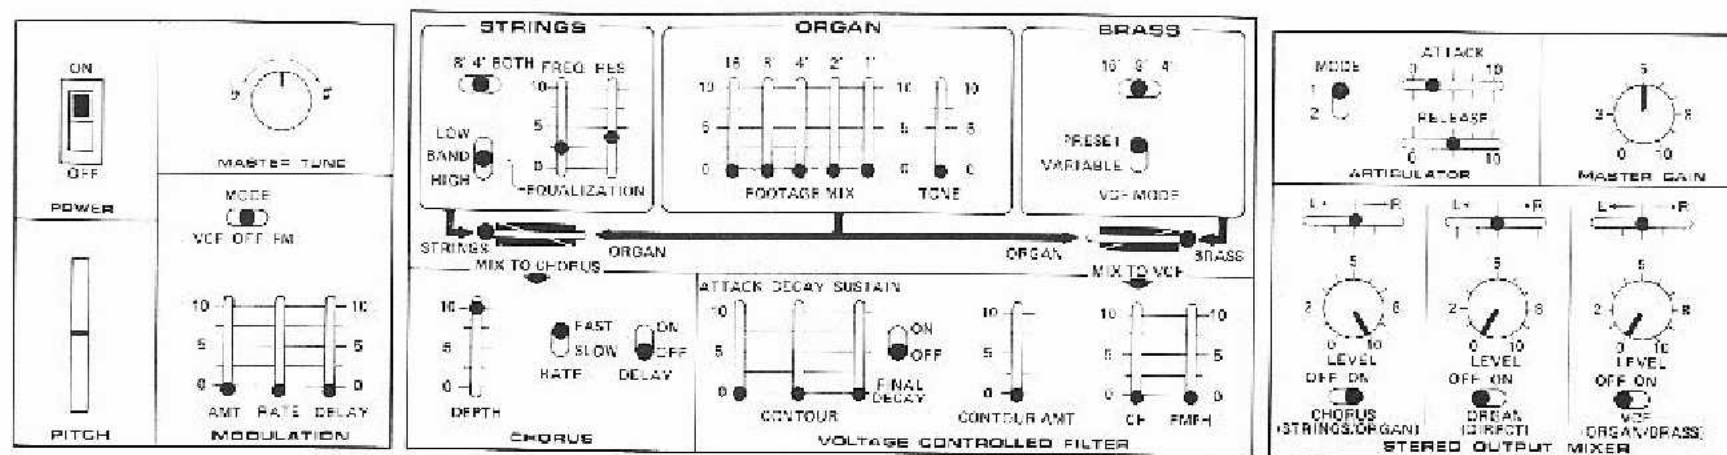 ON
OFF
POWER
PITCH
MASTER TUNE
MODE
VCF OFF FM
10 10
5 5
0 0
AMT RATE DELAY
MODULATION
STRINGS
8' 4' BOTH
FREQ RES
10
5
0
LOW
BAND
HIGH
EQUALIZATION
ORGAN
16' 8' 4' 2' 1'
10 10 10
5 5 5
0 0 0
FOOTAGE MIX
TONE
BRASS
16' 8' 4'
PRESET
VARIABLE
VCF MODE
STRINGS
ORGAN
MIX TO CHORUS
ORGAN
BRASS
MIX TO VCF
10
5
0
DEPTH
FAST
SLOW
RATE
ON
OFF
DELAY
CHORUS
ATTACK DECAY SUSTAIN
10
5
0
CONTOUR
ON
OFF
FINAL
DECAY
10
5
0
CONTOUR AMT
10 10
5 5
0 0
CF EMPH
VOLTAGE CONTROLLED FILTER
MODE
1
2
ATTACK
0 10
RELEASE
0 10
ARTICULATOR
5
2 8
0 10
MASTER GAIN
L R
5
2 8
0 10
LEVEL
OFF ON
CHORUS
(STRINGS/ORGAN)
L R
5
2 8
0 10
LEVEL
OFF ON
ORGAN
(DIRECT)
L R
5
2 8
0 10
LEVEL
OFF ON
VCF
(ORGAN/BRASS)
STEREO OUTPUT MIXER